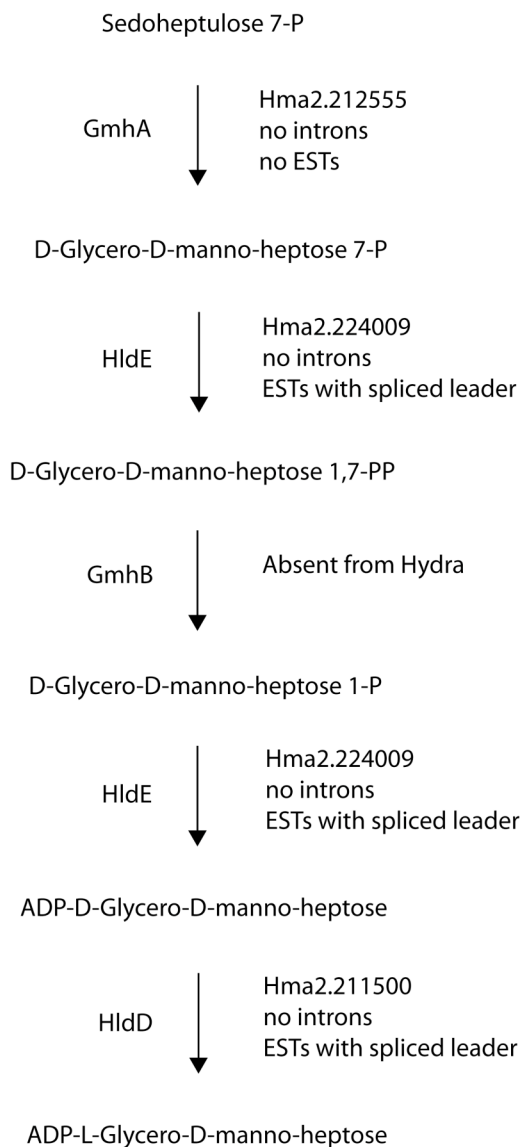 Sedoheptulose 7-P
GmhA
Hma2.212555
no introns
no ESTs
D-Glycero-D-manno-heptose 7-P
HldE
Hma2.224009
no introns
ESTs with spliced leader
D-Glycero-D-manno-heptose 1,7-PP
GmhB
Absent from Hydra
D-Glycero-D-manno-heptose 1-P
HldE
Hma2.224009
no introns
ESTs with spliced leader
ADP-D-Glycero-D-manno-heptose
HldD
Hma2.211500
no introns
ESTs with spliced leader
ADP-L-Glycero-D-manno-heptose